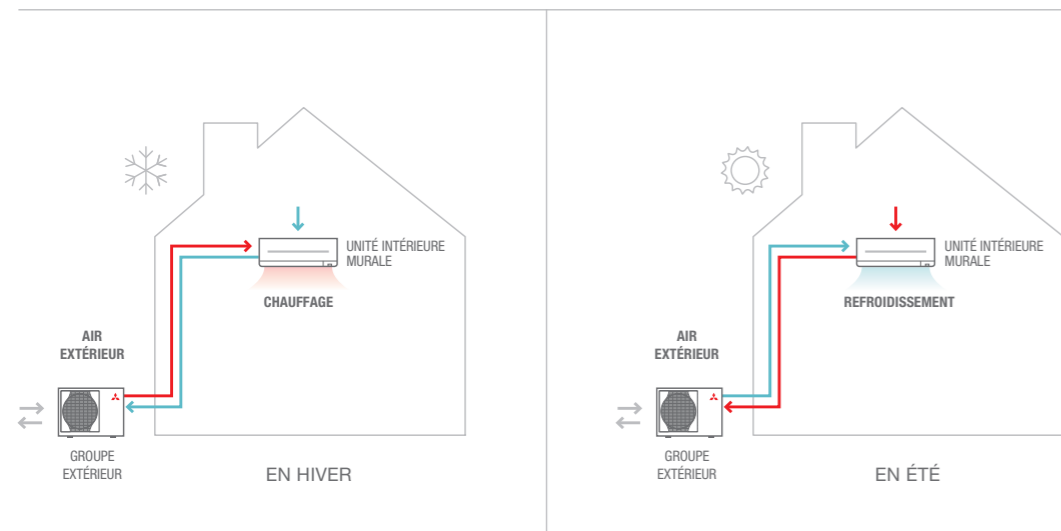 UNITÉ INTÉRIEURE
MURALE
CHAUFFAGE
AIR
EXTÉRIEUR
GROUPE
EXTÉRIEUR
EN HIVER
UNITÉ INTÉRIEURE
MURALE
REFROIDISSEMENT
AIR
EXTÉRIEUR
GROUPE
EXTÉRIEUR
EN ÉTÉ